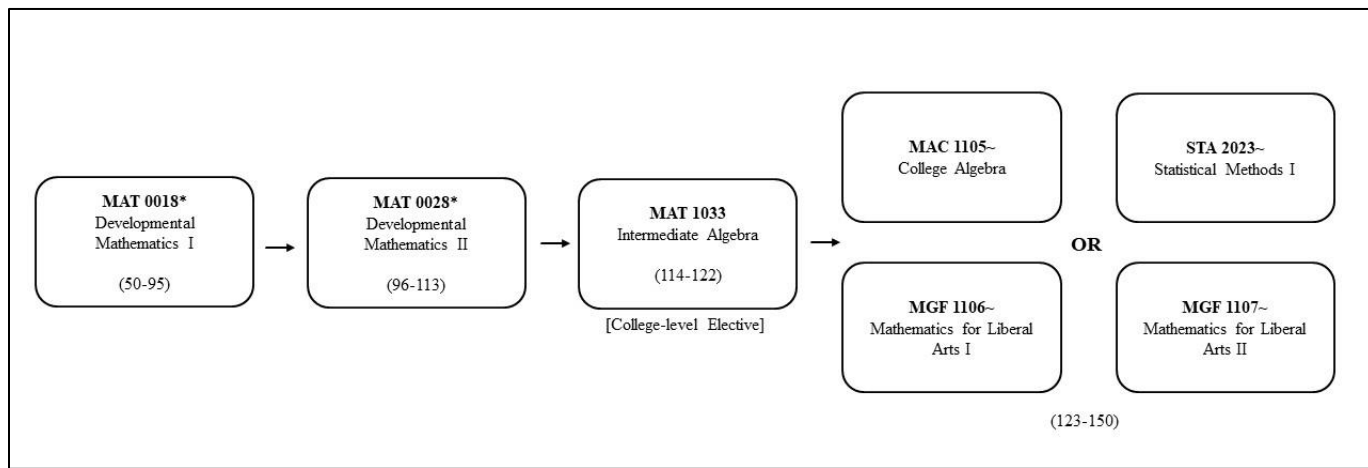 MAT 0018*
Developmental
Mathematics I
(50-95)
MAT 0028*
Developmental
Mathematics II
(96-113)
MAT 1033
Intermediate Algebra
(114-122)
[College-level Elective]
MAC 1105~
College Algebra
STA 2023~
Statistical Methods I
OR
MGF 1106~
Mathematics for Liberal
Arts I
MGF 1107~
Mathematics for Liberal
Arts II
(123-150)